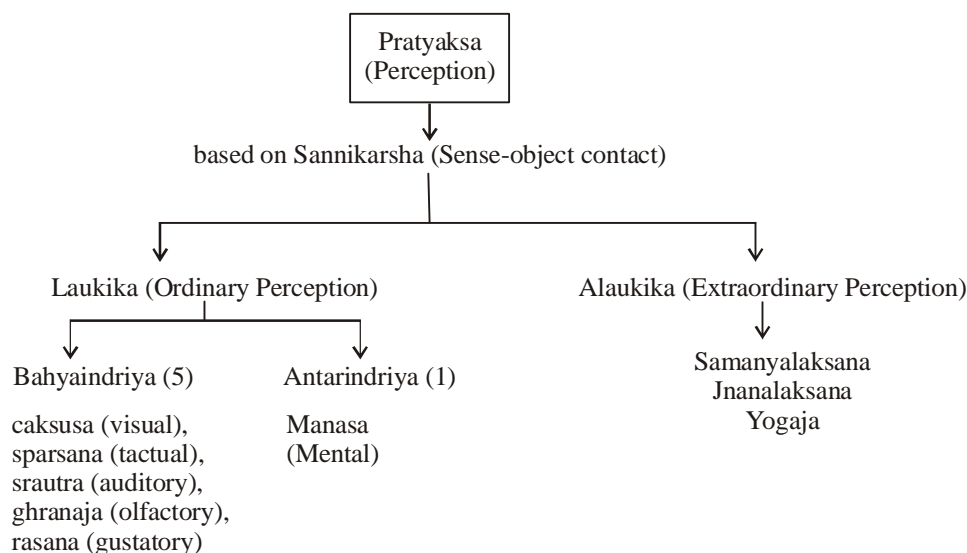 Pratyaksa
(Perception)
based on Sannikarsha (Sense-object contact)
Laukika (Ordinary Perception)
Alaukika (Extraordinary Perception)
Bahyaindriya (5)
caksusa (visual),
sparsana (tactual),
srautra (auditory),
ghranaja (olfactory),
rasana (gustatory)
Antarindriya (1)
Manasa
(Mental)
Samanyalaksana
Jnanalaksana
Yogaja